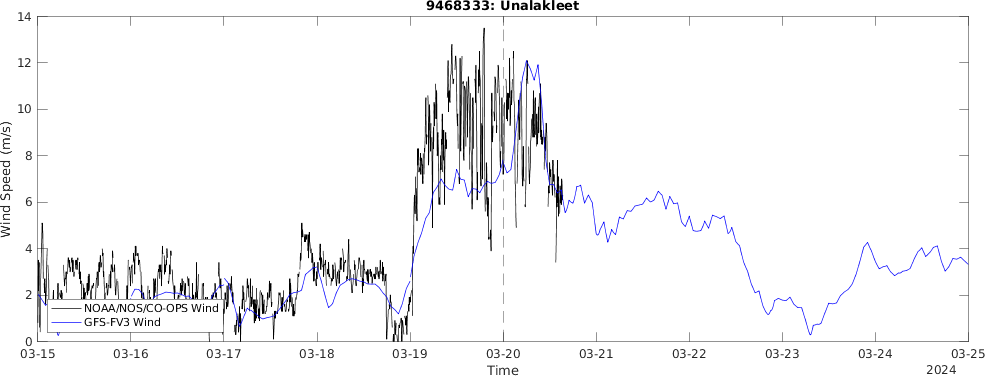 9468333: Unalakleet
14
12
10
8
6
4
2
0
Wind Speed (m/s)
NOAA/NOS/CO-OPS Wind
GFS-FV3 Wind
03-15 03-16 03-17 03-18 03-19 03-20 03-21 03-22 03-23 03-24 03-25
Time
2024